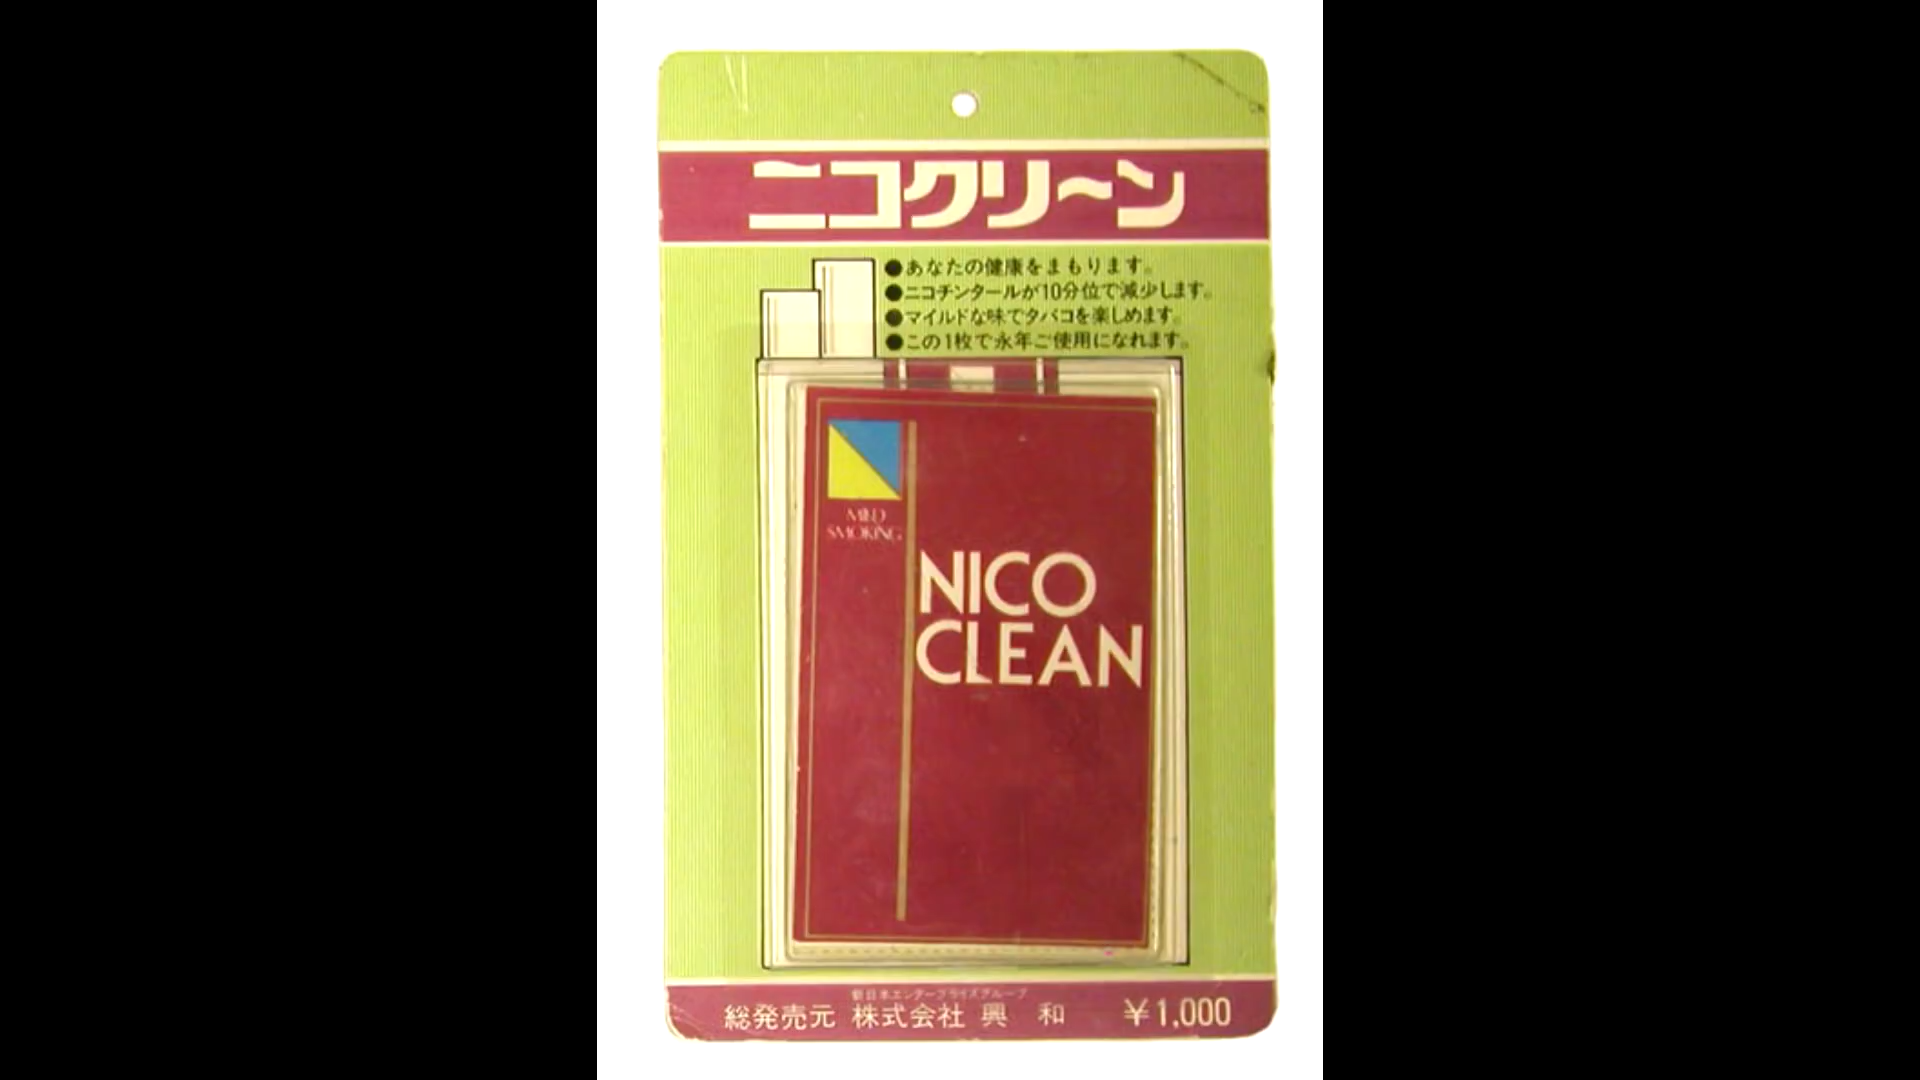 ニコクリーン
●あなたの健康をまもります。
●ニコチンタールが10分位で減少します。
●マイルドな味でタバコを楽しめます。
●この1枚で永年ご使用になれます。
MILD
SMOKING
NICO
CLEAN
新日本エンタープライズグループ
総発売元 株式会社 興 和 ￥1,000